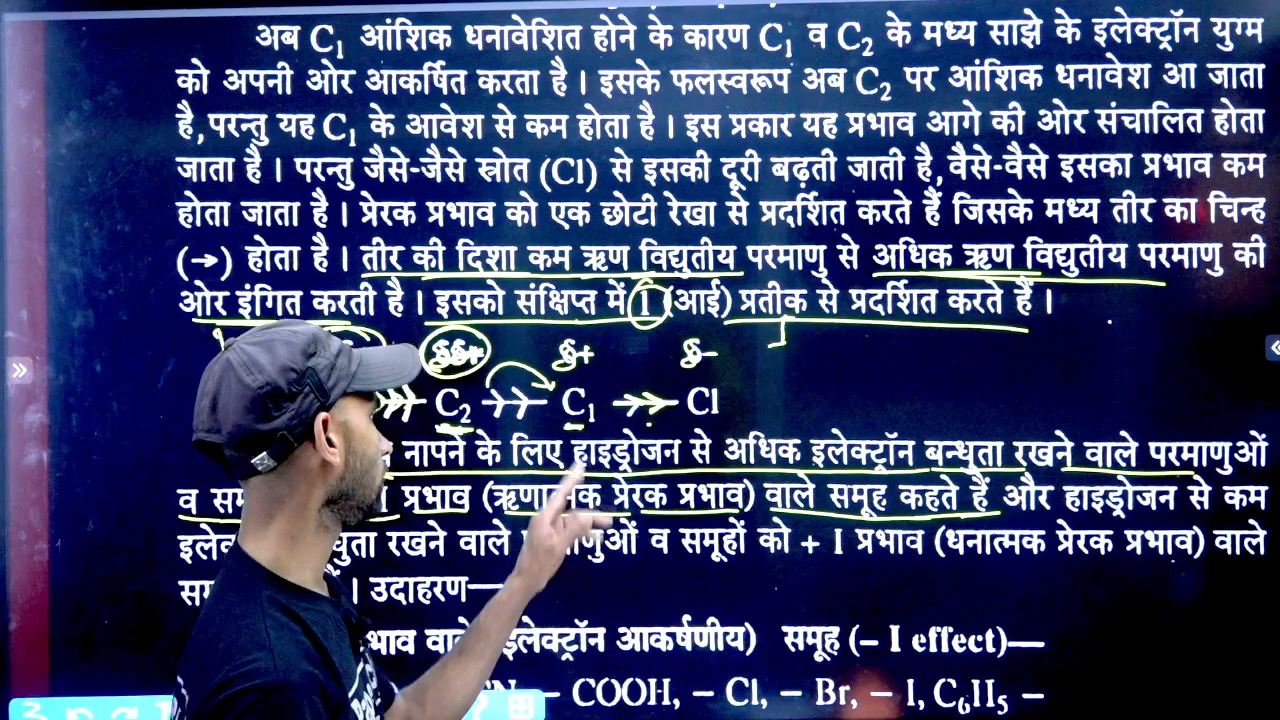 अब C₁ आंशिक धनावेशित होने के कारण C₁ व C₂ के मध्य साझे के इलेक्ट्रॉन युग्म
को अपनी ओर आकर्षित करता है। इसके फलस्वरूप अब C₂ पर आंशिक धनावेश आ जाता
है, परन्तु यह C₁ के आवेश से कम होता है। इस प्रकार यह प्रभाव आगे की ओर संचालित होता
जाता है। परन्तु जैसे-जैसे स्रोत (Cl) से इसकी दूरी बढ़ती जाती है, वैसे-वैसे इसका प्रभाव कम
होता जाता है। प्रेरक प्रभाव को एक छोटी रेखा से प्रदर्शित करते हैं जिसके मध्य तीर का चिन्ह
(→) होता है। तीर की दिशा कम ऋण विद्युतीय परमाणु से अधिक ऋण विद्युतीय परमाणु की
ओर इंगित करती है। इसको संक्षिप्त में I (आई) प्रतीक से प्रदर्शित करते हैं।
I
δδ+ δ+ δ-
C₂ C₁ Cl
नापने के लिए हाइड्रोजन से अधिक इलेक्ट्रॉन बन्धुता रखने वाले परमाणुओं
व प्रभाव (ऋणात्मक प्रेरक प्रभाव) वाले समूह कहते हैं और हाइड्रोजन से कम
रखने वाले व समूहों को + I प्रभाव (धनात्मक प्रेरक प्रभाव) वाले
। उदाहरण—
इलेक्ट्रॉन आकर्षणीय) समूह (– I effect)—
– COOH, – Cl, – Br, – I, C₆H₅ –